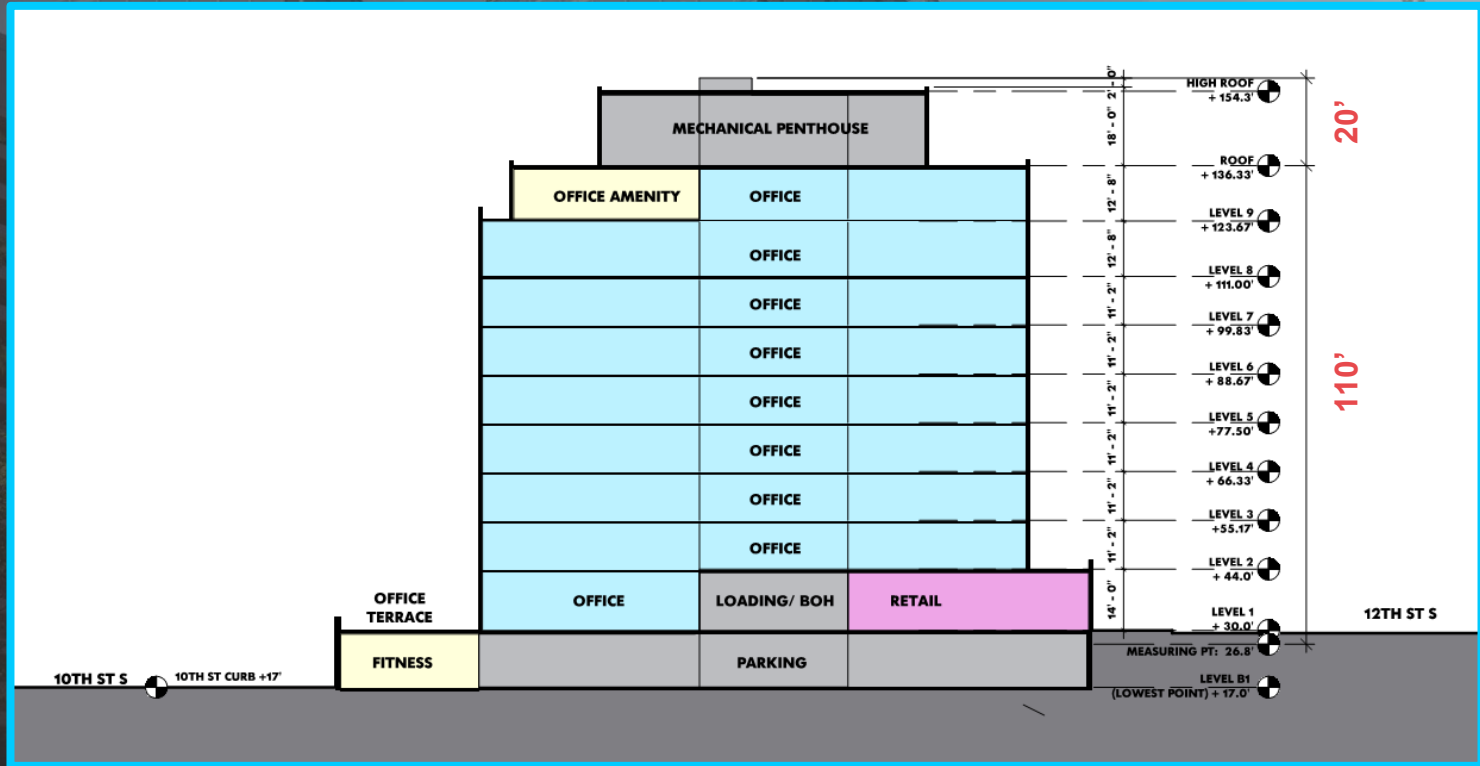 2' - 0"
HIGH ROOF
+ 154.3'
20'
MECHANICAL PENTHOUSE
18' - 0"
ROOF
+ 136.33'
OFFICE AMENITY
OFFICE
12' - 8"
LEVEL 9
+ 123.67'
OFFICE
12' - 8"
LEVEL 8
+ 111.00'
OFFICE
11' - 2"
LEVEL 7
+ 99.83'
OFFICE
11' - 2"
LEVEL 6
+ 88.67'
110'
OFFICE
11' - 2"
LEVEL 5
+77.50'
OFFICE
11' - 2"
LEVEL 4
+ 66.33'
OFFICE
11' - 2"
LEVEL 3
+55.17'
OFFICE
11' - 2"
LEVEL 2
+ 44.0'
OFFICE
TERRACE
OFFICE
LOADING/ BOH
RETAIL
14' - 0"
LEVEL 1
+ 30.0'
12TH ST S
MEASURING PT: 26.8'
FITNESS
PARKING
10TH ST S
10TH ST CURB +17'
LEVEL B1
(LOWEST POINT) + 17.0'